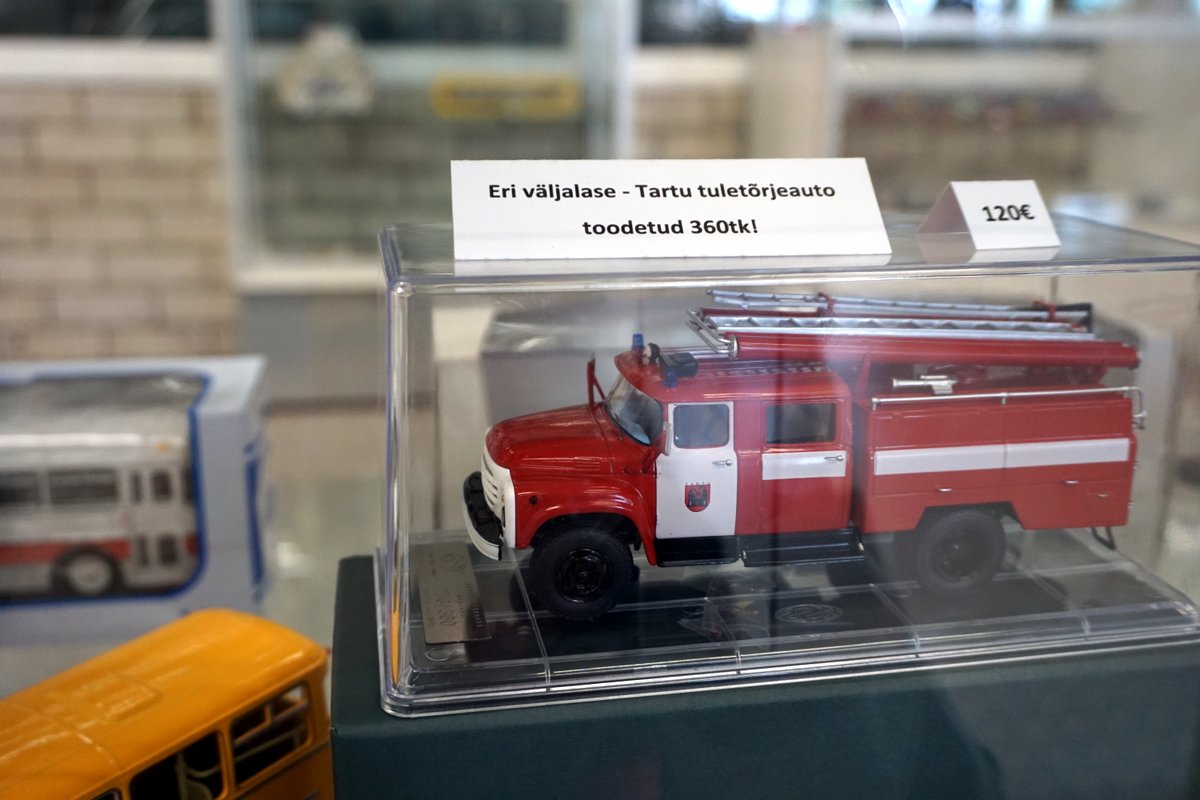 Eri väljalase - Tartu tuletõrjeauto
toodetud 360tk!
120€